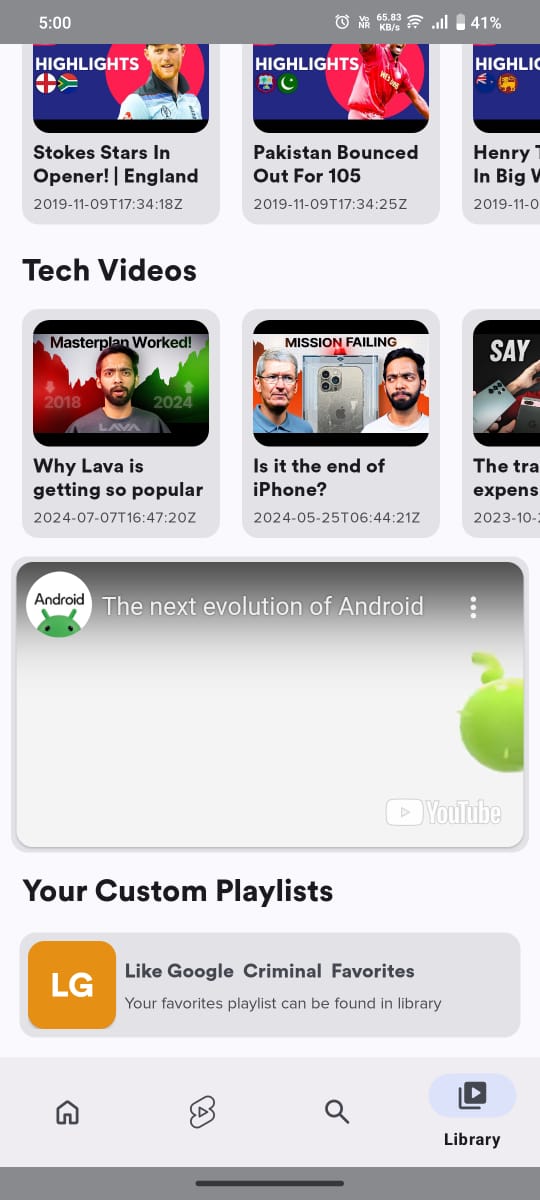 5:00
Vo
NR
65.83
KB/s
41%
HIGHLIGHTS
HIGHLIGHTS
HIGHLIG
Stokes Stars In
Opener! | England
2019-11-09T17:34:18Z
Pakistan Bounced
Out For 105
2019-11-09T17:34:25Z
Henry T
In Big W
2019-11-0
Tech Videos
Masterplan Worked!
2018
2024
LAVA
Why Lava is
getting so popular
2024-07-07T16:47:20Z
MISSION FAILING
Is it the end of
iPhone?
2024-05-25T06:44:21Z
SAY
The tra
expens
2023-10-
Android
The next evolution of Android
YouTube
Your Custom Playlists
LG
Like Google Criminal Favorites
Your favorites playlist can be found in library
Library